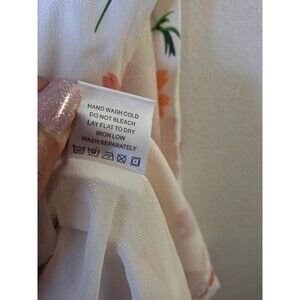 HAND WASH COLD
DO NOT BLEACH
LAY FLAT TO DRY
IRON LOW
WASH SEPARATELY